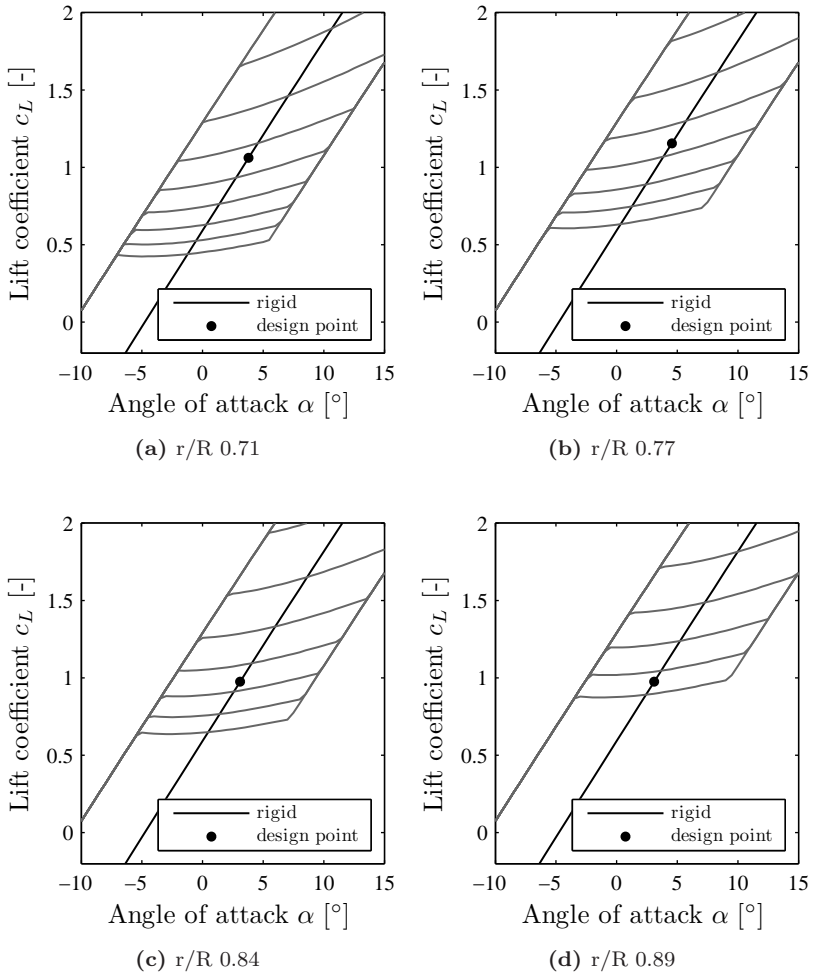 2
1.5
1
0.5
0
Lift coefficient c_L [-]
rigid
design point
−10 −5 0 5 10 15
Angle of attack α [°]
(a) r/R 0.71
2
1.5
1
0.5
0
Lift coefficient c_L [-]
rigid
design point
−10 −5 0 5 10 15
Angle of attack α [°]
(b) r/R 0.77
2
1.5
1
0.5
0
Lift coefficient c_L [-]
rigid
design point
−10 −5 0 5 10 15
Angle of attack α [°]
(c) r/R 0.84
2
1.5
1
0.5
0
Lift coefficient c_L [-]
rigid
design point
−10 −5 0 5 10 15
Angle of attack α [°]
(d) r/R 0.89